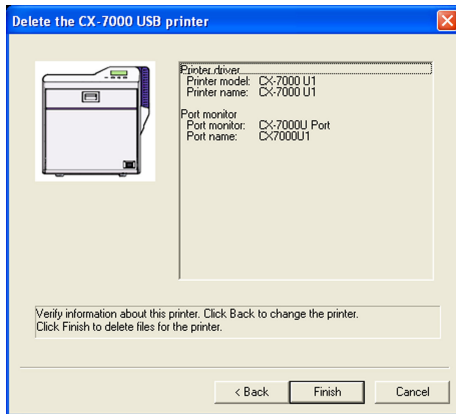 Delete the CX-7000 USB printer
Printer driver
Printer model: CX-7000 U1
Printer name: CX-7000 U1
Port monitor
Port monitor: CX-7000U Port
Port name: CX7000U1
Verify information about this printer. Click Back to change the printer.
Click Finish to delete files for the printer.
< Back
Finish
Cancel